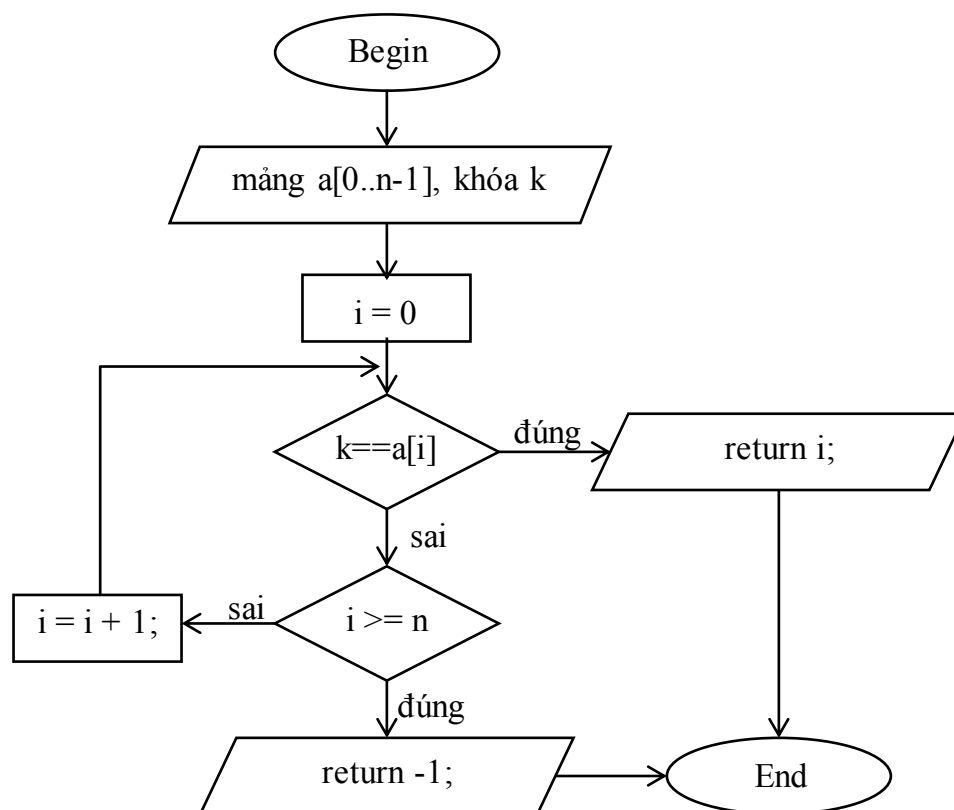 Begin
mảng a[0..n-1], khóa k
i = 0
k==a[i]
đúng
return i;
sai
i = i + 1;
sai
i >= n
đúng
return -1;
End